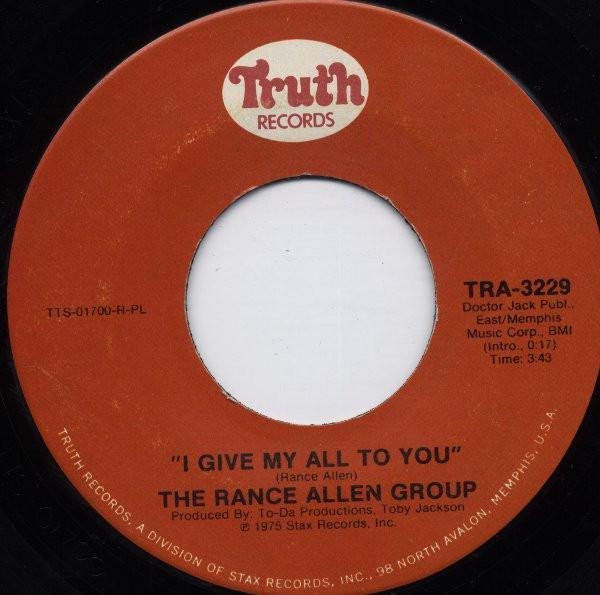 Truth
RECORDS
TTS-01700-R-PL
TRA-3229
Doctor Jack Publ.,
East/Memphis
Music Corp., BMI
(Intro., 0:17)
Time: 3:43
"I GIVE MY ALL TO YOU"
(Rance Allen)
THE RANCE ALLEN GROUP
Produced By: To-Da Productions, Toby Jackson
℗ 1975 Stax Records, Inc.
TRUTH RECORDS, A DIVISION OF STAX RECORDS, INC., 98 NORTH AVALON, MEMPHIS, U.S.A.